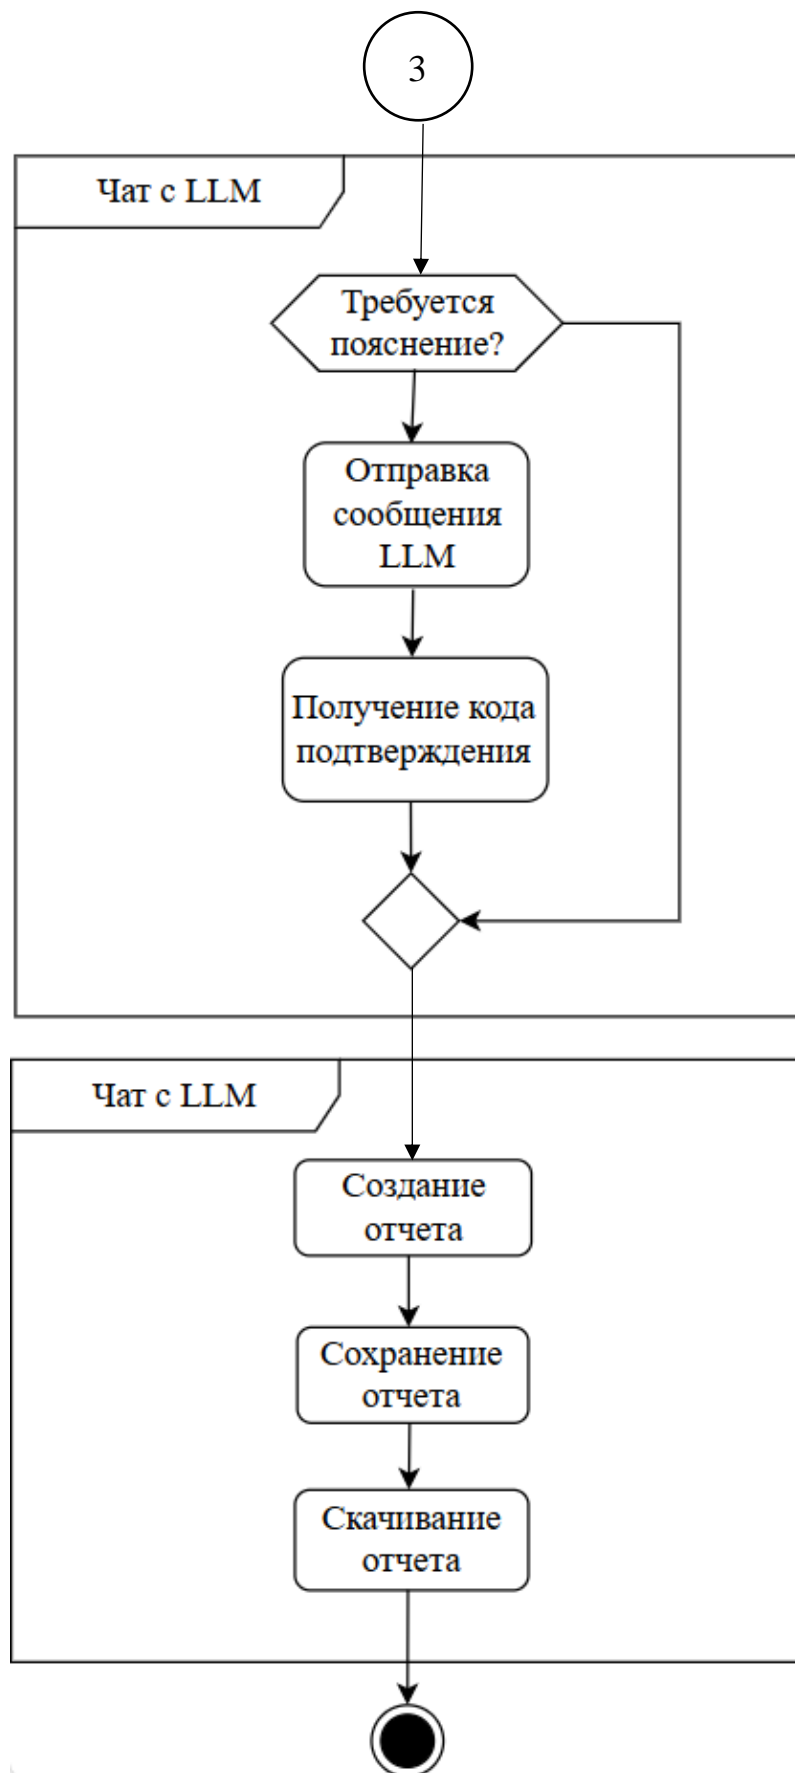 3
Чат с LLM
Требуется
пояснение?
Отправка
сообщения
LLM
Получение кода
подтверждения
Чат с LLM
Создание
отчета
Сохранение
отчета
Скачивание
отчета